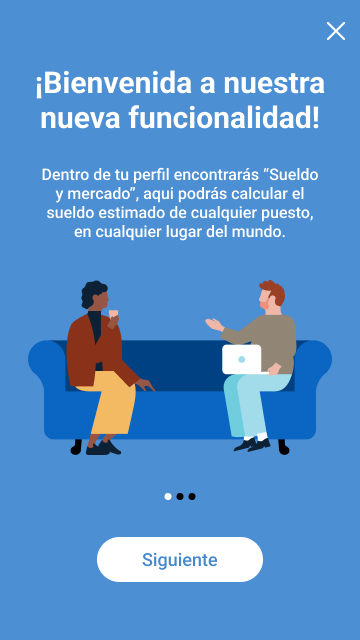 ¡Bienvenida a nuestra
nueva funcionalidad!
Dentro de tu perfil encontrarás “Sueldo
y mercado”, aqui podrás calcular el
sueldo estimado de cualquier puesto,
en cualquier lugar del mundo.
Siguiente